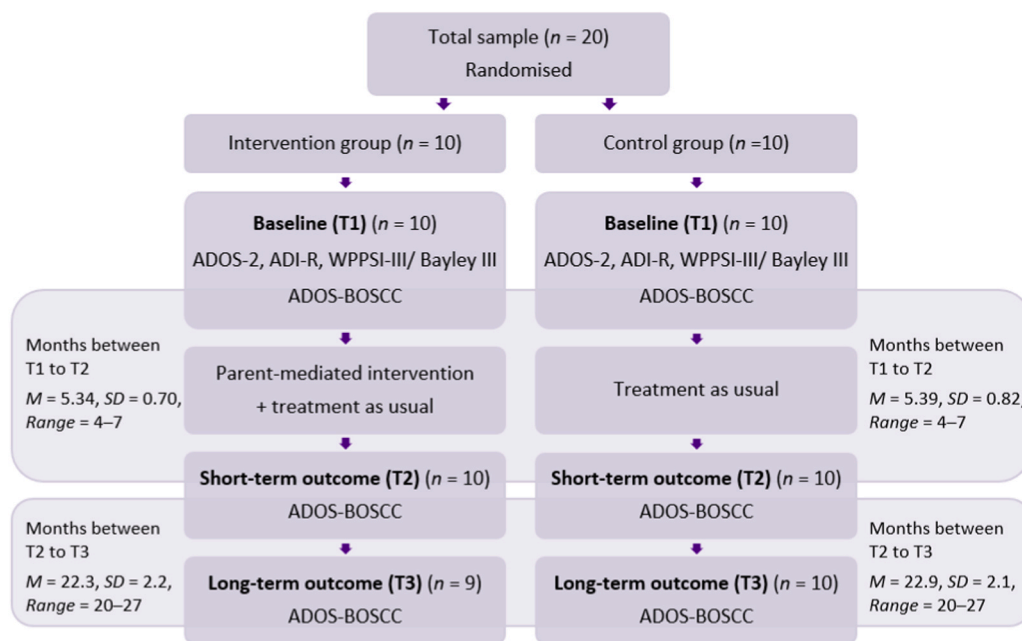 Total sample (n = 20)
Randomised
Intervention group (n = 10)
Control group (n =10)
Baseline (T1) (n = 10)
ADOS-2, ADI-R, WPPSI-III/ Bayley III
ADOS-BOSCC
Baseline (T1) (n = 10)
ADOS-2, ADI-R, WPPSI-III/ Bayley III
ADOS-BOSCC
Months between
T1 to T2
M = 5.34, SD = 0.70,
Range = 4–7
Parent-mediated intervention
+ treatment as usual
Treatment as usual
Months between
T1 to T2
M = 5.39, SD = 0.82,
Range = 4–7
Short-term outcome (T2) (n = 10)
ADOS-BOSCC
Short-term outcome (T2) (n = 10)
ADOS-BOSCC
Months between
T2 to T3
M = 22.3, SD = 2.2,
Range = 20–27
Long-term outcome (T3) (n = 9)
ADOS-BOSCC
Long-term outcome (T3) (n = 10)
ADOS-BOSCC
Months between
T2 to T3
M = 22.9, SD = 2.1,
Range = 20–27